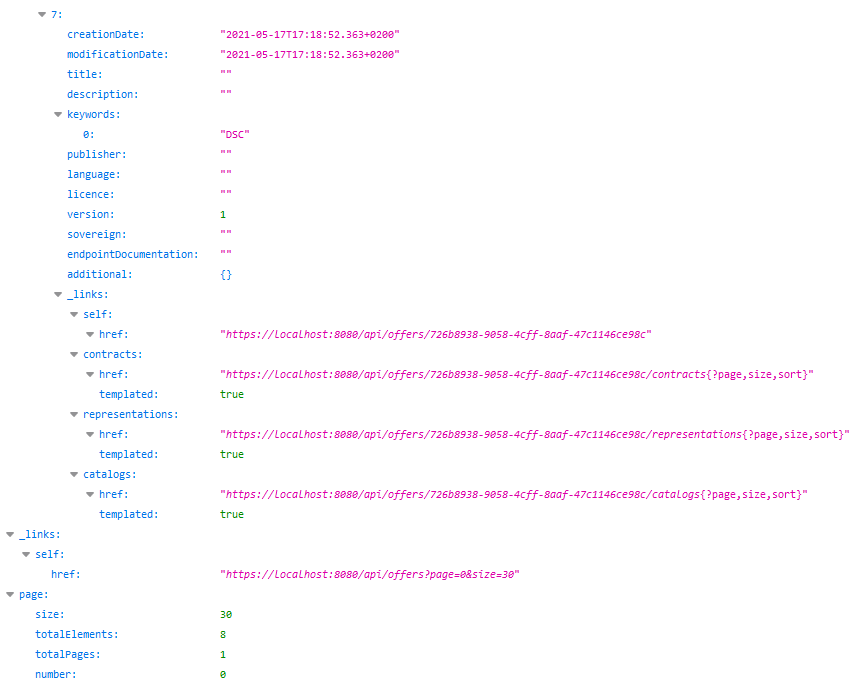 7:
creationDate: "2021-05-17T17:18:52.363+0200"
modificationDate: "2021-05-17T17:18:52.363+0200"
title: ""
description: ""
keywords:
0: "DSC"
publisher: ""
language: ""
licence: ""
version: 1
sovereign: ""
endpointDocumentation: ""
additional: {}
_links:
self:
href: "https://localhost:8080/api/offers/726b8938-9058-4cff-8aaf-47c1146ce98c"
contracts:
href: "https://localhost:8080/api/offers/726b8938-9058-4cff-8aaf-47c1146ce98c/contracts{?page,size,sort}"
templated: true
representations:
href: "https://localhost:8080/api/offers/726b8938-9058-4cff-8aaf-47c1146ce98c/representations{?page,size,sort}"
templated: true
catalogs:
href: "https://localhost:8080/api/offers/726b8938-9058-4cff-8aaf-47c1146ce98c/catalogs{?page,size,sort}"
templated: true
_links:
self:
href: "https://localhost:8080/api/offers?page=0&size=30"
page:
size: 30
totalElements: 8
totalPages: 1
number: 0